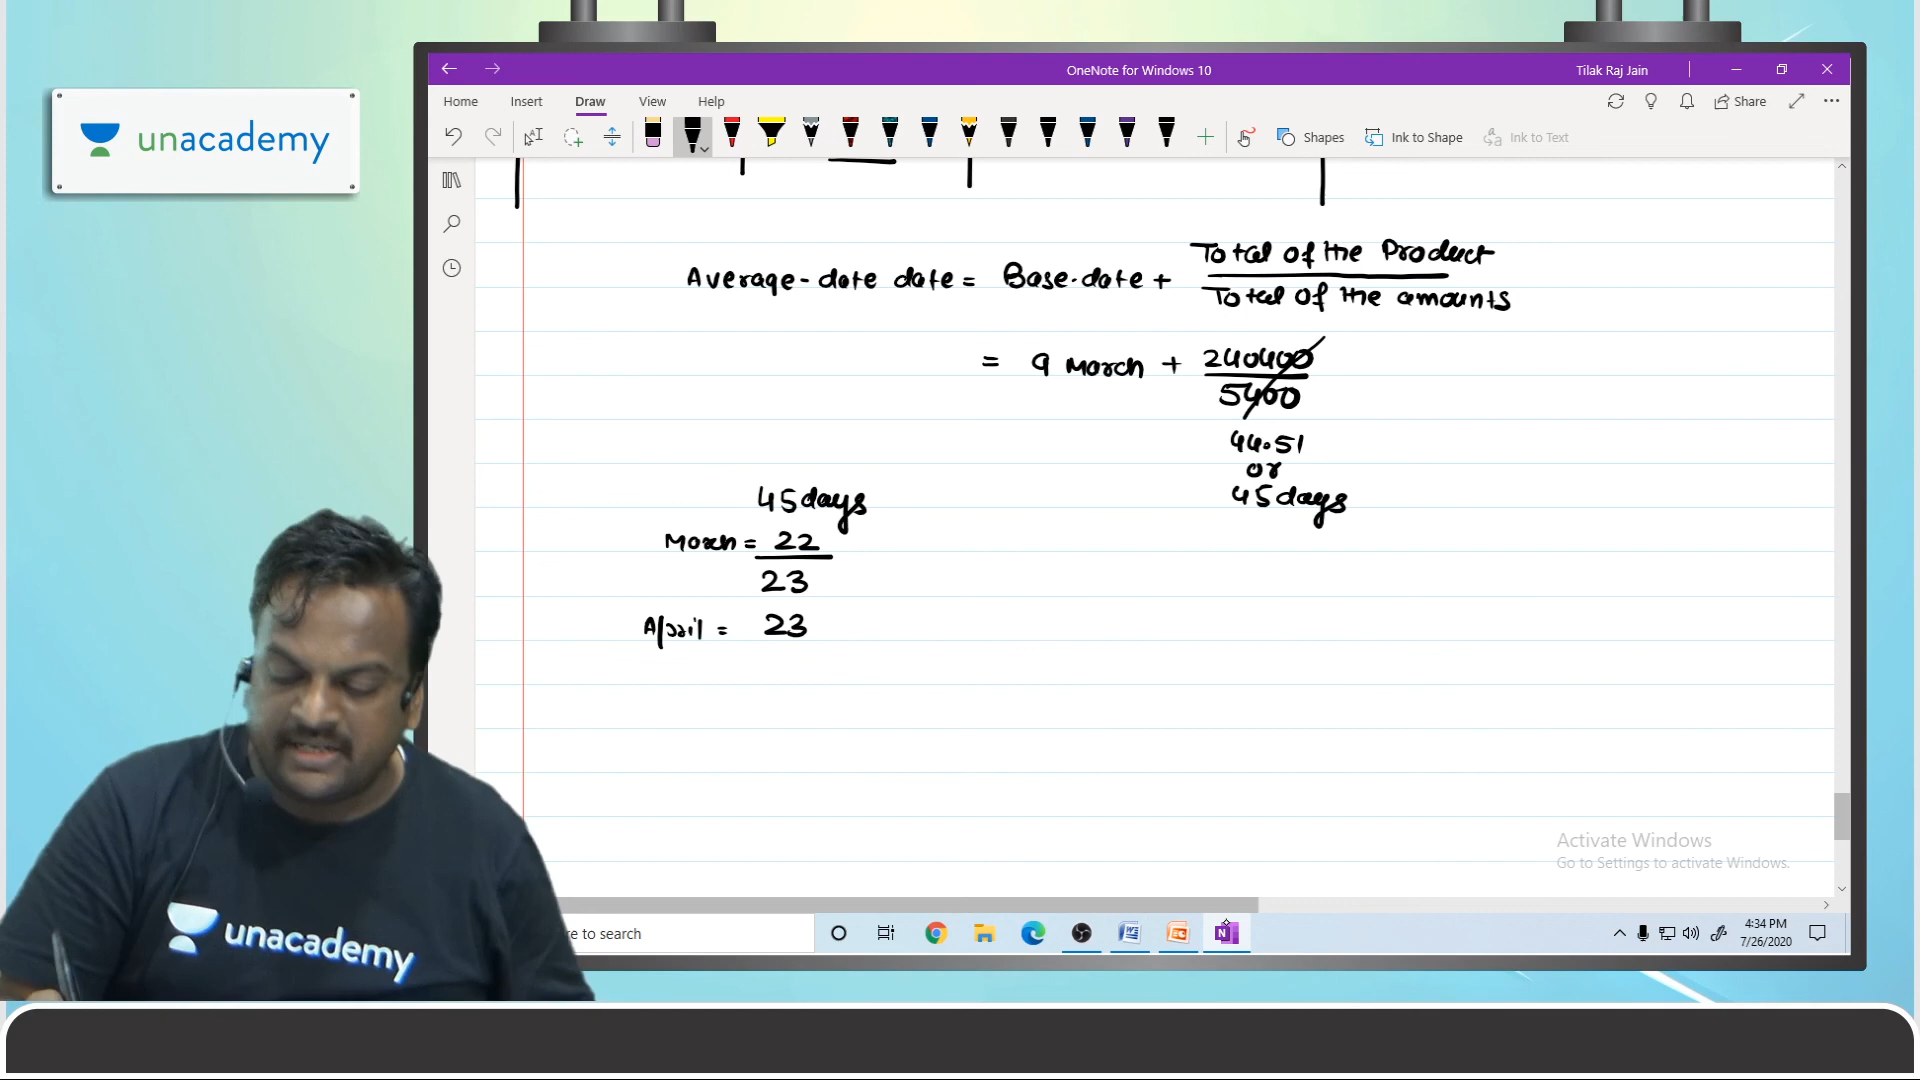 OneNote for Windows 10
Tilak Raj Jain
unacademy
Home Insert Draw View Help
Share
Shapes
Ink to Shape
Ink to Text
Average-date date = Base-date + Total of the Product
Total of the amounts
= 9 March + 240400
5400
44.51
or
45 days
45 days
March = 22
23
April = 23
Activate Windows
Go to Settings to activate Windows.
unacademy
re to search
4:34 PM
7/26/2020